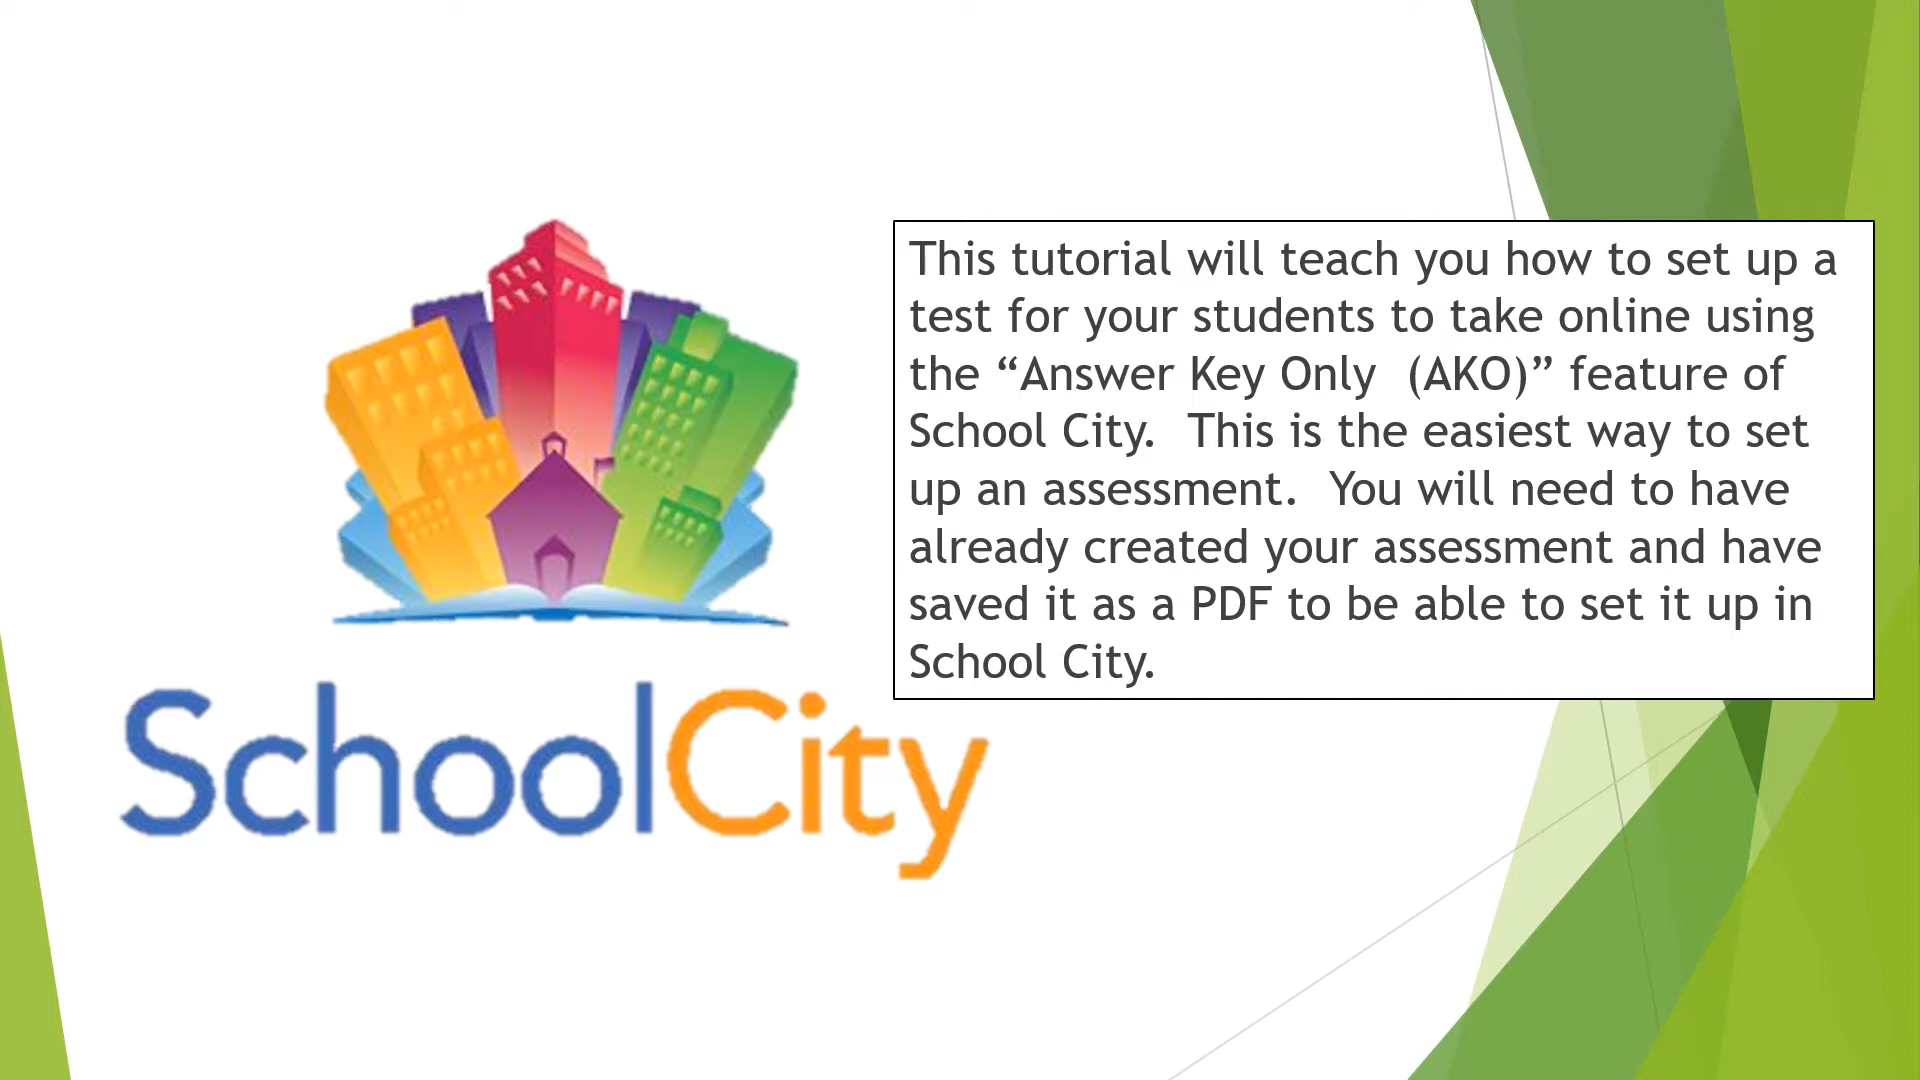 This tutorial will teach you how to set up a
test for your students to take online using
the “Answer Key Only  (AKO)” feature of
School City.  This is the easiest way to set
up an assessment.  You will need to have
already created your assessment and have
saved it as a PDF to be able to set it up in
School City.
SchoolCity